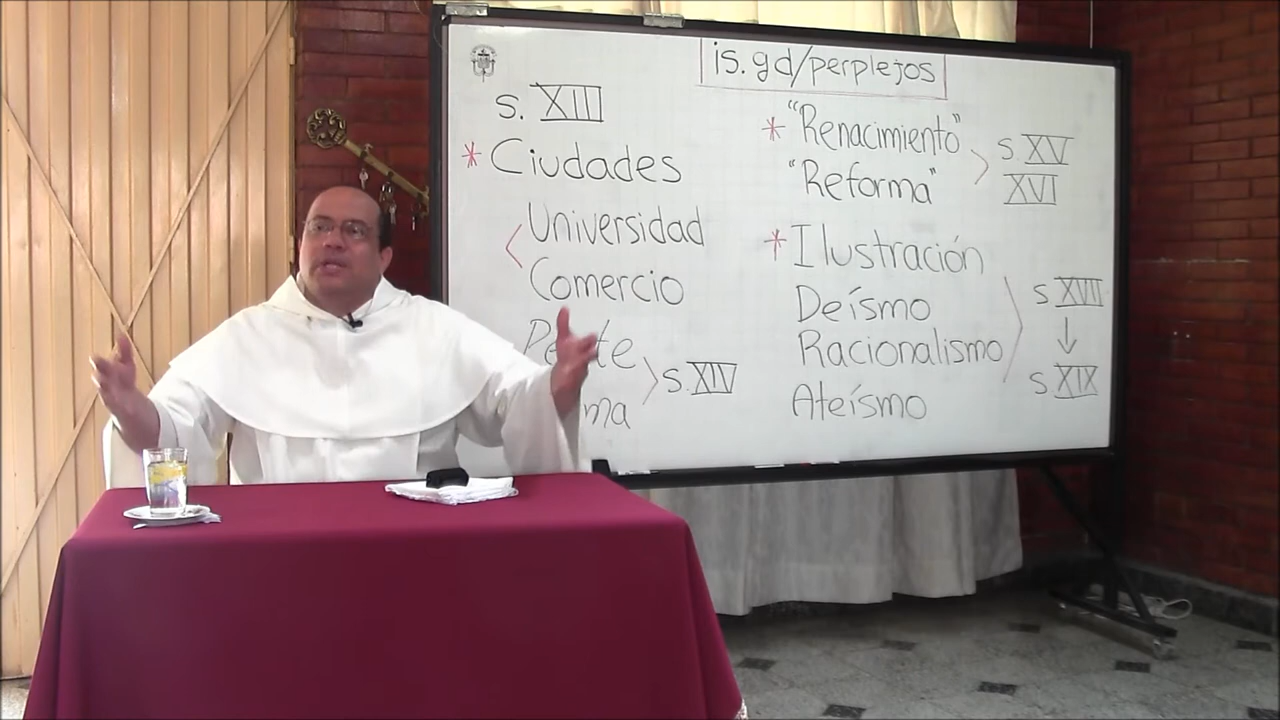 is.gd/perplejos
s. XIII
* Ciudades
Universidad
Comercio
s. XIV
* "Renacimiento"
"Reforma"
s. XV
XVI
* Ilustración
Deísmo
Racionalismo
Ateísmo
s. XVII
↓
s. XIX